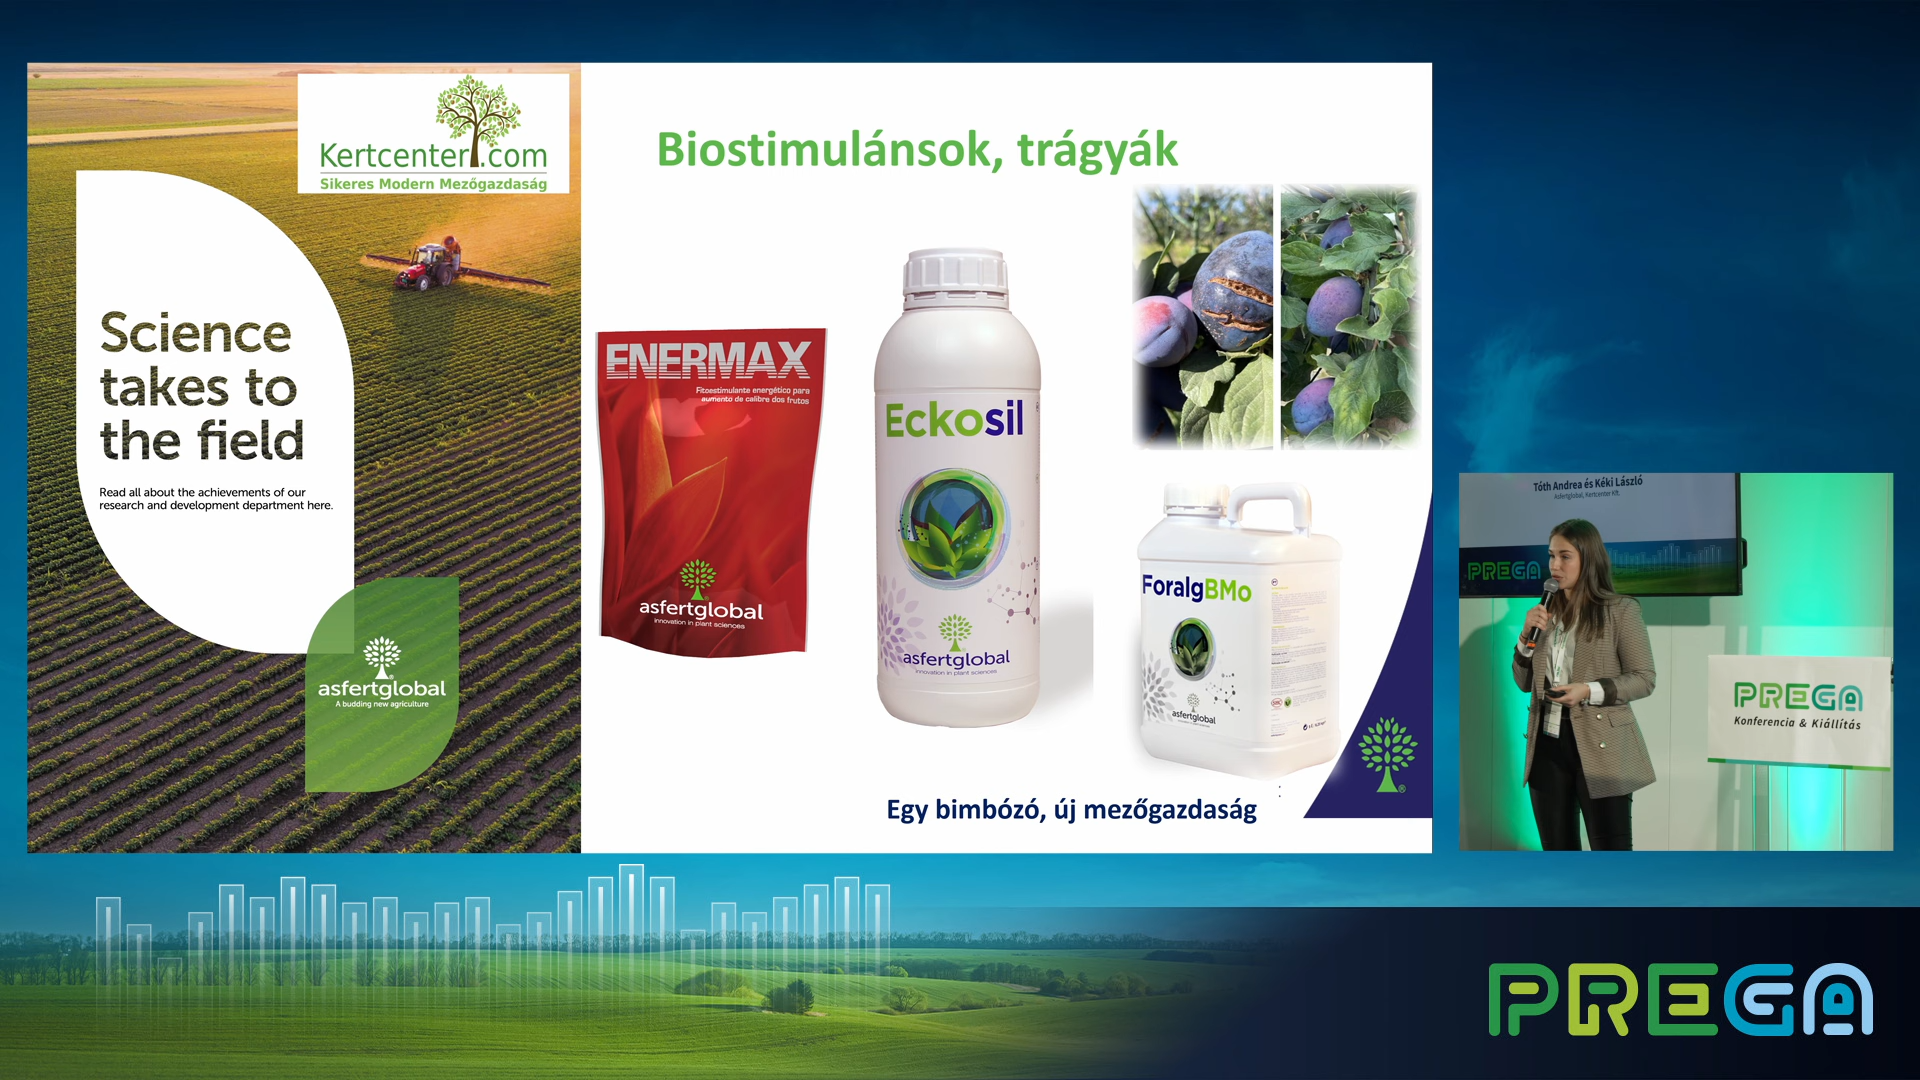 Kertcenter.com
Sikeres Modern Mezőgazdaság
Science
takes to
the field
Read all about the achievements of our
research and development department here.
asfertglobal
A budding new agriculture
Biostimulánsok, trágyák
ENERMAX
Fitoestimulante energético para
aumento de calibre dos frutos
asfertglobal
innovation in plant sciences
Eckosil
asfertglobal
innovation in plant sciences
ForalgBMo
asfertglobal
Egy bimbózó, új mezőgazdaság
Tóth Andrea és Kéki László
Asfertglobal, Kertcenter Kft.
PREGA
PREGA
Konferencia & Kiállítás
PREGA